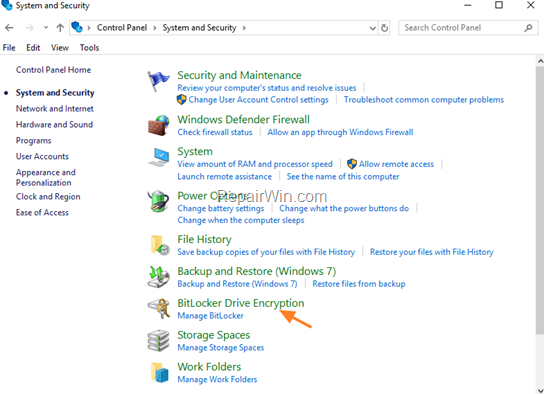 System and Security
Control Panel > System and Security >
Search Control Panel
File Edit View Tools
Control Panel Home
System and Security
Network and Internet
Hardware and Sound
Programs
User Accounts
Appearance and
Personalization
Clock and Region
Ease of Access
Security and Maintenance
Review your computer's status and resolve issues
Change User Account Control settings
Troubleshoot common computer problems
Windows Defender Firewall
Check firewall status
Allow an app through Windows Firewall
System
View amount of RAM and processor speed
Allow remote access
Launch remote assistance
See the name of this computer
Power Options
RepairWin.com
Change battery settings
Change what the power buttons do
Change when the computer sleeps
File History
Save backup copies of your files with File History
Restore your files with File History
Backup and Restore (Windows 7)
Backup and Restore (Windows 7)
Restore files from backup
BitLocker Drive Encryption
Manage BitLocker
Storage Spaces
Manage Storage Spaces
Work Folders
Manage Work Folders